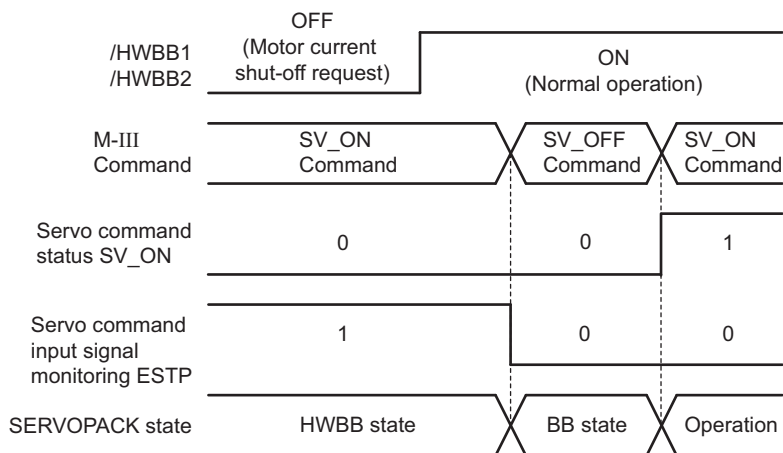 OFF
(Motor current
shut-off request)
/HWBB1
/HWBB2
ON
(Normal operation)
M-III
Command
SV_ON
Command
SV_OFF
Command
SV_ON
Command
Servo command
status SV_ON
0
0
1
Servo command
input signal
monitoring ESTP
1
0
0
SERVOPACK state
HWBB state
BB state
Operation